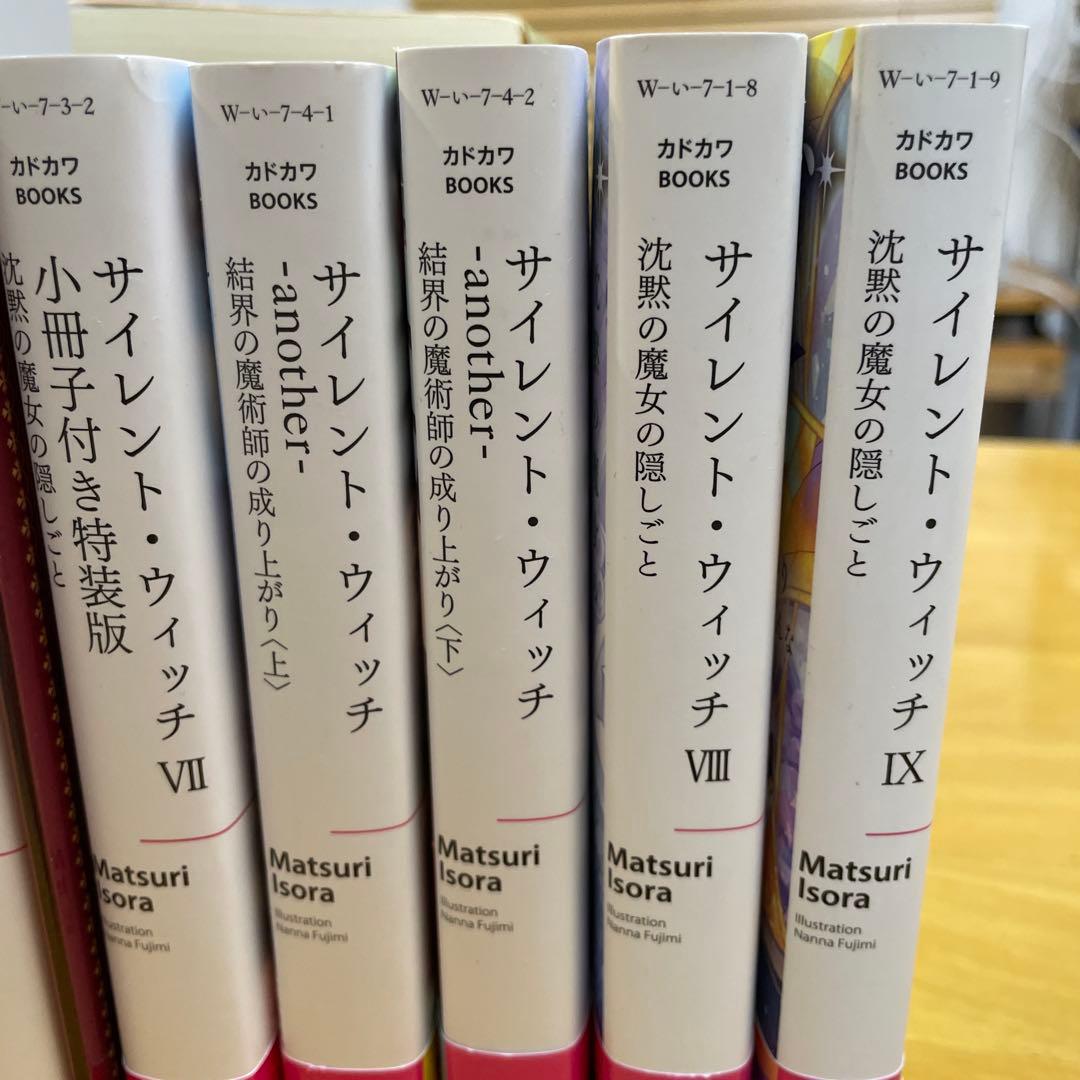 -い-7-3-2
カドカワ
BOOKS
サイレント・ウィッチ VII
小冊子付き特装版
沈黙の魔女の隠しごと
Matsuri
Isora
Illustration
Nanna Fujimi
W-い-7-4-1
カドカワ
BOOKS
サイレント・ウィッチ
-another-
結界の魔術師の成り上がり〈上〉
Matsuri
Isora
Illustration
Nanna Fujimi
W-い-7-4-2
カドカワ
BOOKS
サイレント・ウィッチ
-another-
結界の魔術師の成り上がり〈下〉
Matsuri
Isora
Illustration
Nanna Fujimi
W-い-7-1-8
カドカワ
BOOKS
サイレント・ウィッチ VIII
沈黙の魔女の隠しごと
Matsuri
Isora
Illustration
Nanna Fujimi
W-い-7-1-9
カドカワ
BOOKS
サイレント・ウィッチ IX
沈黙の魔女の隠しごと
Matsuri
Isora
Illustration
Nanna Fujimi